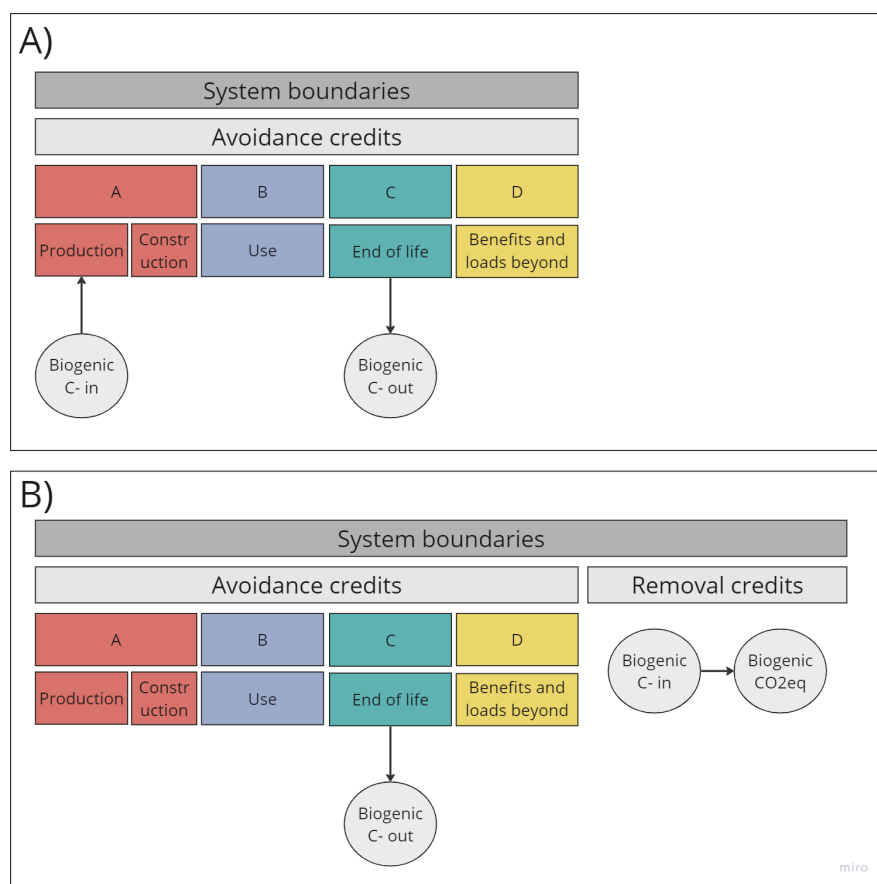 A)
System boundaries
Avoidance credits
A
B
C
D
Production
Constr
uction
Use
End of life
Benefits and
loads beyond
Biogenic
C- in
Biogenic
C- out
B)
System boundaries
Avoidance credits
Removal credits
A
B
C
D
Production
Constr
uction
Use
End of life
Benefits and
loads beyond
Biogenic
C- in
Biogenic
CO2eq
Biogenic
C- out
miro